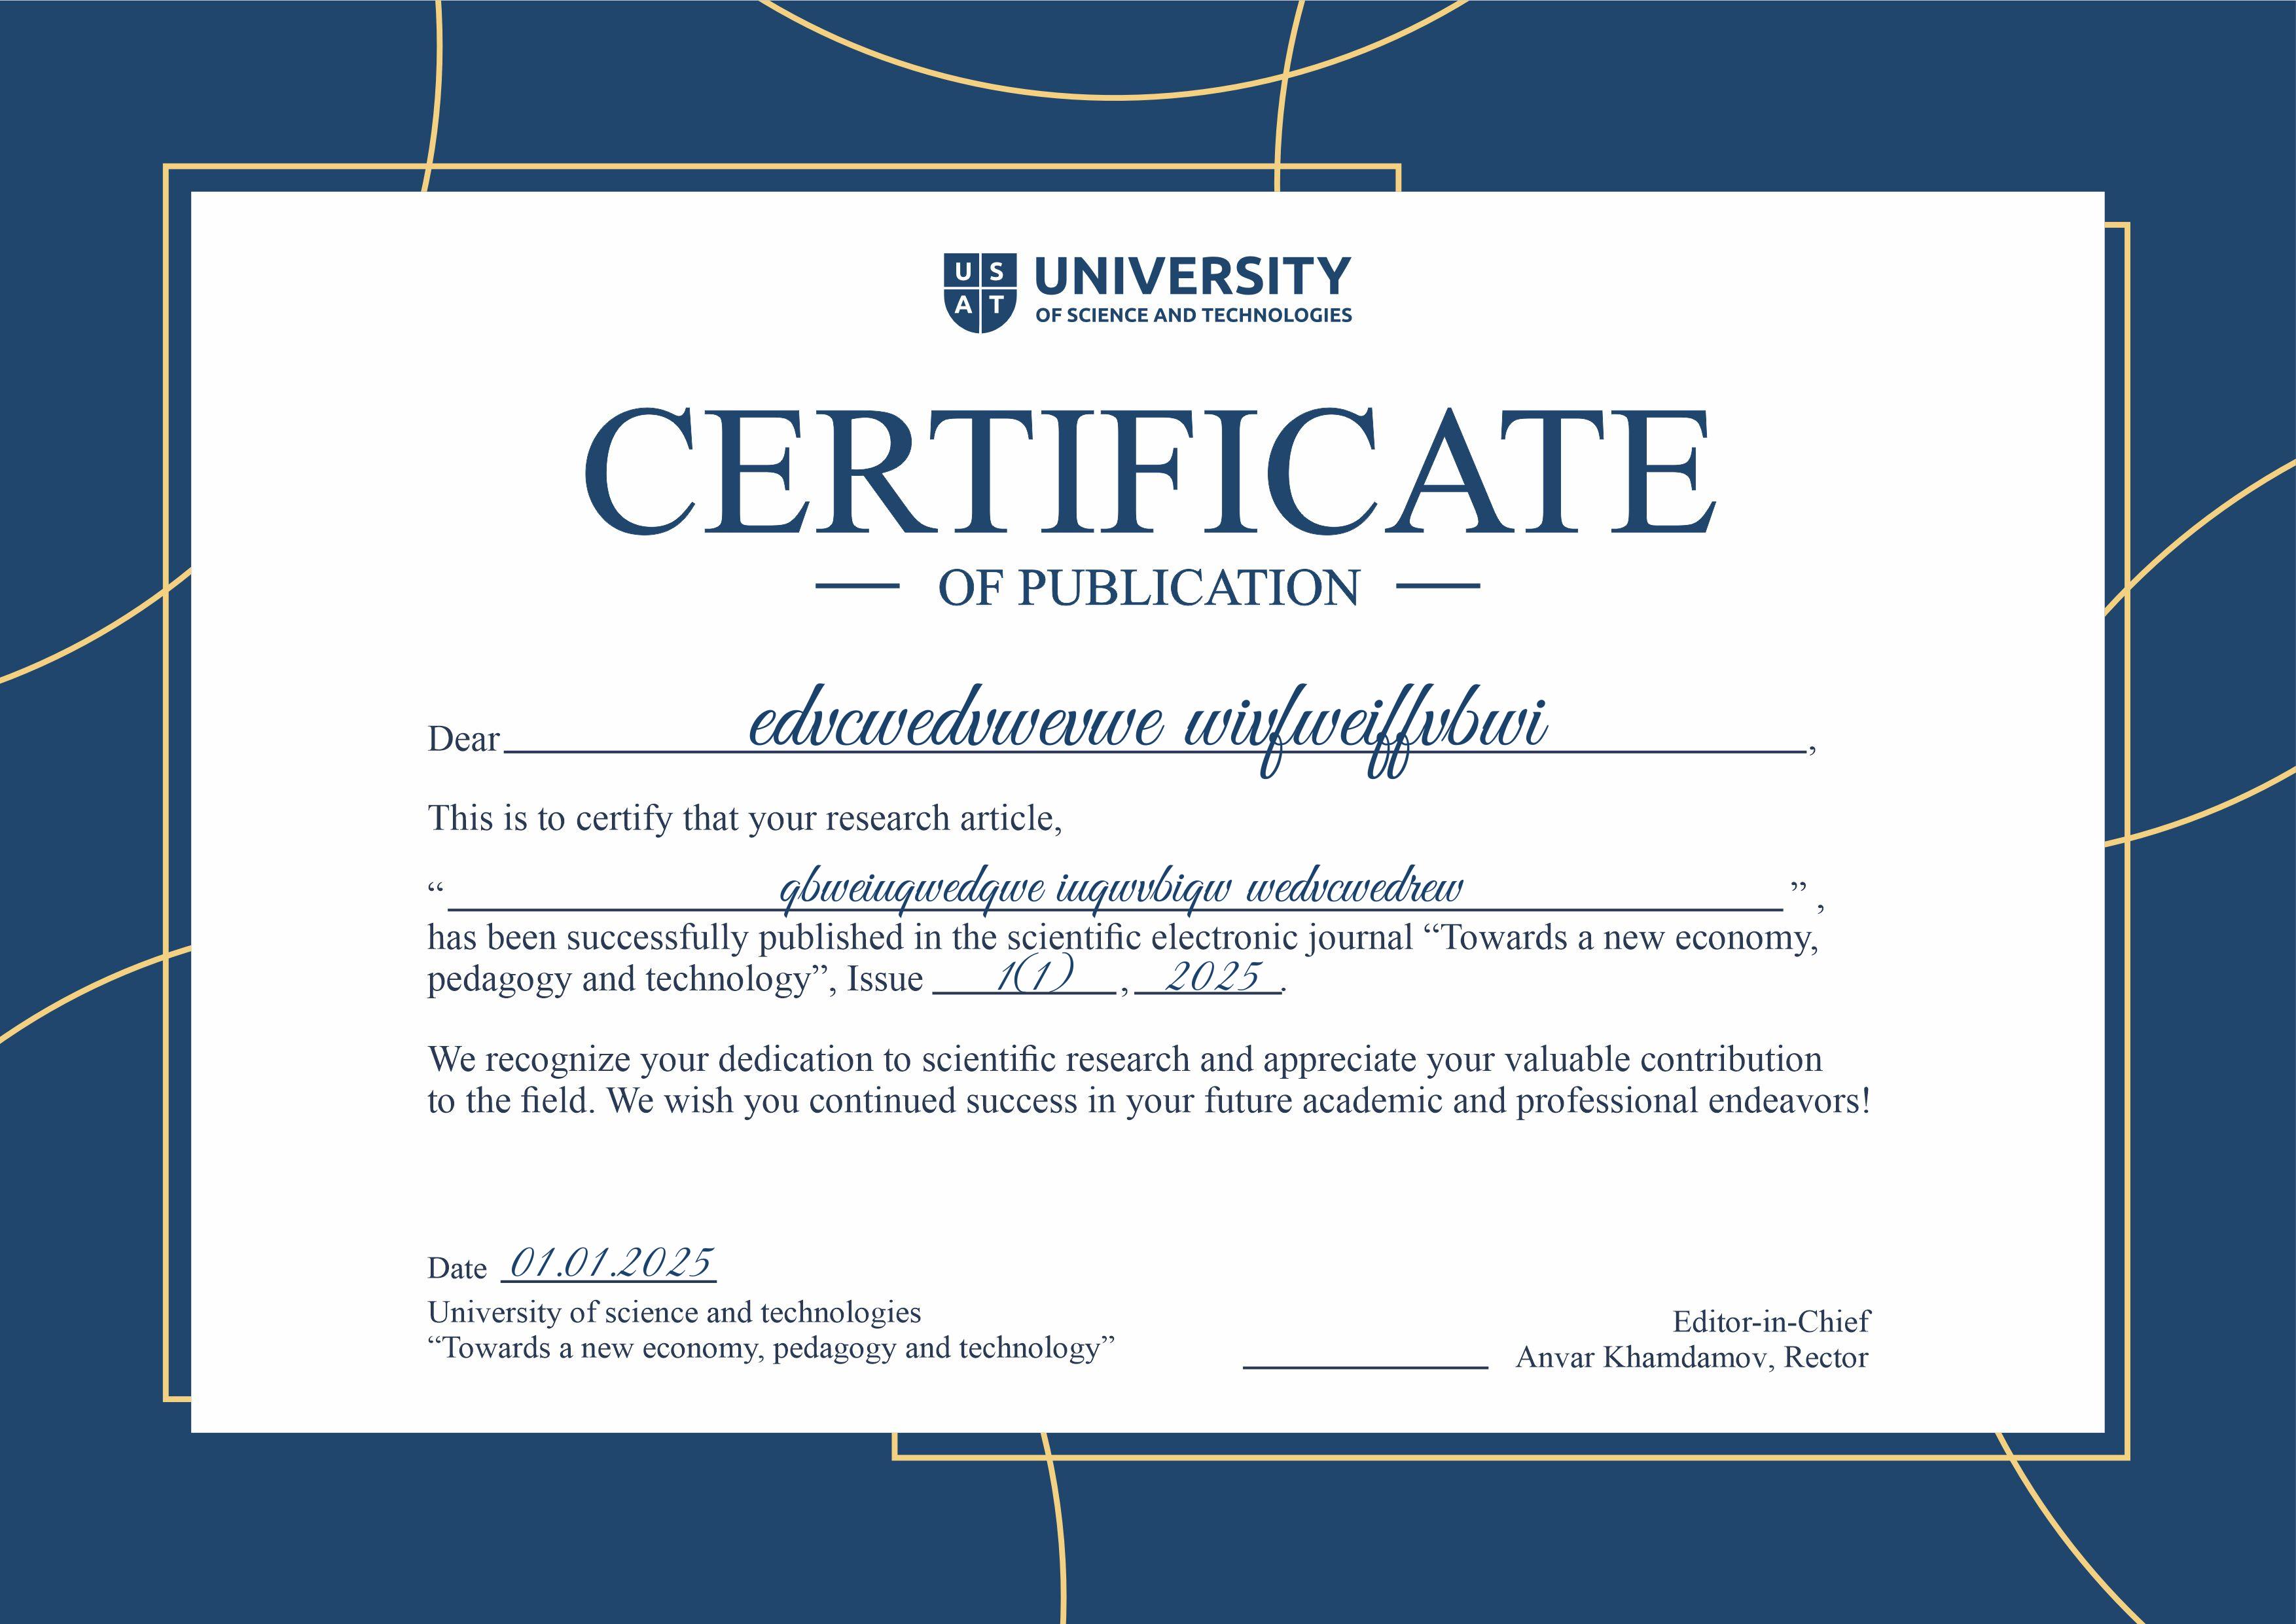 US
AT
UNIVERSITY
OF SCIENCE AND TECHNOLOGIES
CERTIFICATE
OF PUBLICATION
Dear edvcwedvwevwe wivfweiffvbwi,
This is to certify that your research article,
“ qbweiuqwedqwe iuqwvbiqw wedvcwedrew ” ,
has been successfully published in the scientific electronic journal “Towards a new economy,
pedagogy and technology”, Issue 1(1) , 2025.
We recognize your dedication to scientific research and appreciate your valuable contribution
to the field. We wish you continued success in your future academic and professional endeavors!
Date 01.01.2025
University of science and technologies
“Towards a new economy, pedagogy and technology”
Editor-in-Chief
Anvar Khamdamov, Rector